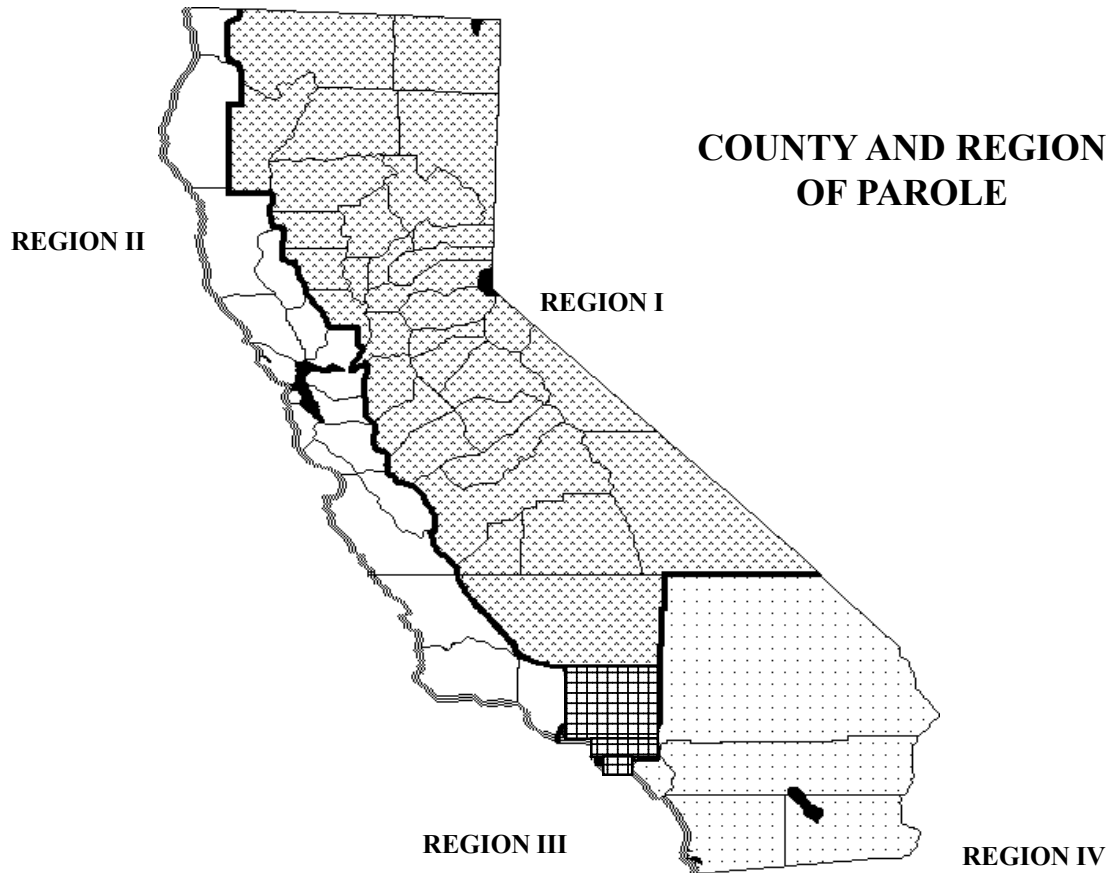 COUNTY AND REGION
OF PAROLE
REGION II
REGION I
REGION III
REGION IV